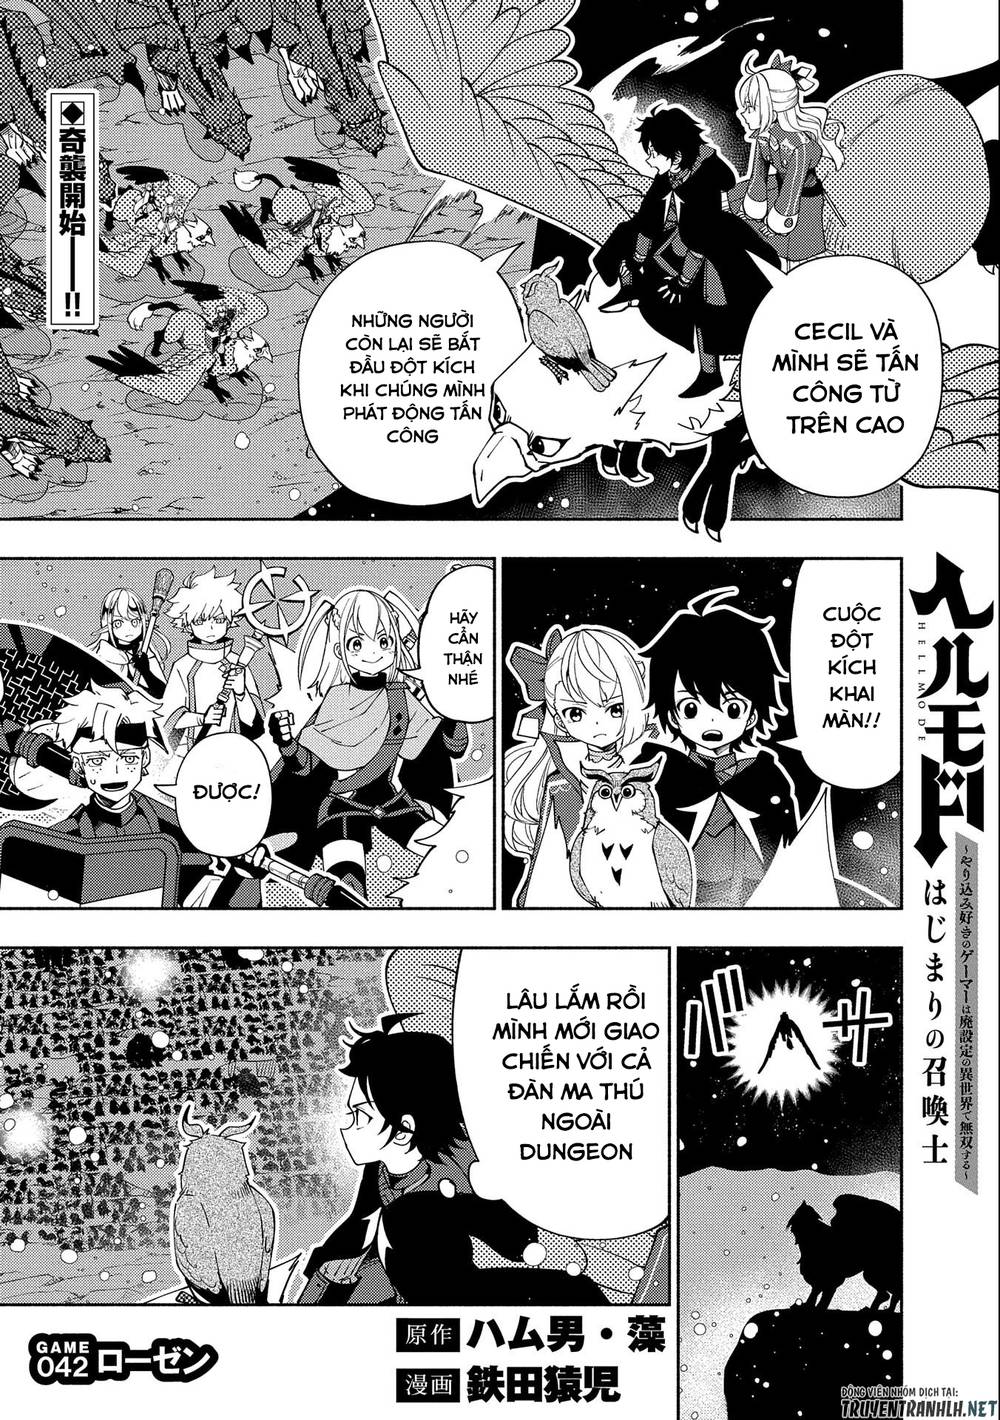 ◆奇襲開始――!!
CECIL VÀ
MÌNH SẼ TẤN
CÔNG TỪ
TRÊN CAO
NHỮNG NGƯỜI
CÒN LẠI SẼ BẮT
ĐẦU ĐỘT KÍCH
KHI CHÚNG MÌNH
PHÁT ĐỘNG TẤN
CÔNG
ヘルモード
HELL MODE
～やり込み好きのゲーマーは廃設定の異世界で無双する～
はじまりの召喚士
CUỘC
ĐỘT
KÍCH
KHAI
MÀN!!
HÃY
CẨN
THẬN
NHÉ
ĐƯỢC!
バサ
LÂU LẮM RỒI
MÌNH MỚI GIAO
CHIẾN VỚI CẢ
ĐÀN MA THÚ
NGOÀI
DUNGEON
GAME
042 ローゼン
原作 ハム男・藻
漫画 鉄田猿児
ĐỘNG VIÊN NHÓM DỊCH TẠI:
TRUYENTRANHLH.NET